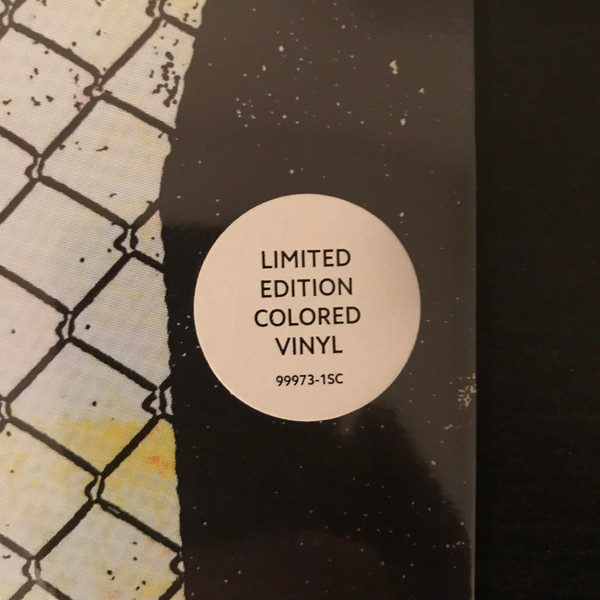 LIMITED
EDITION
COLORED
VINYL
99973-1SC